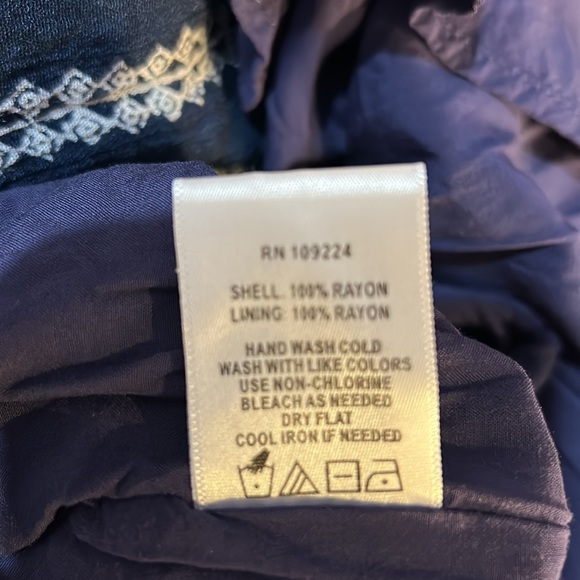 RN 109224
SHELL: 100% RAYON
LINING: 100% RAYON
HAND WASH COLD
WASH WITH LIKE COLORS
USE NON-CHLORINE
BLEACH AS NEEDED
DRY FLAT
COOL IRON IF NEEDED